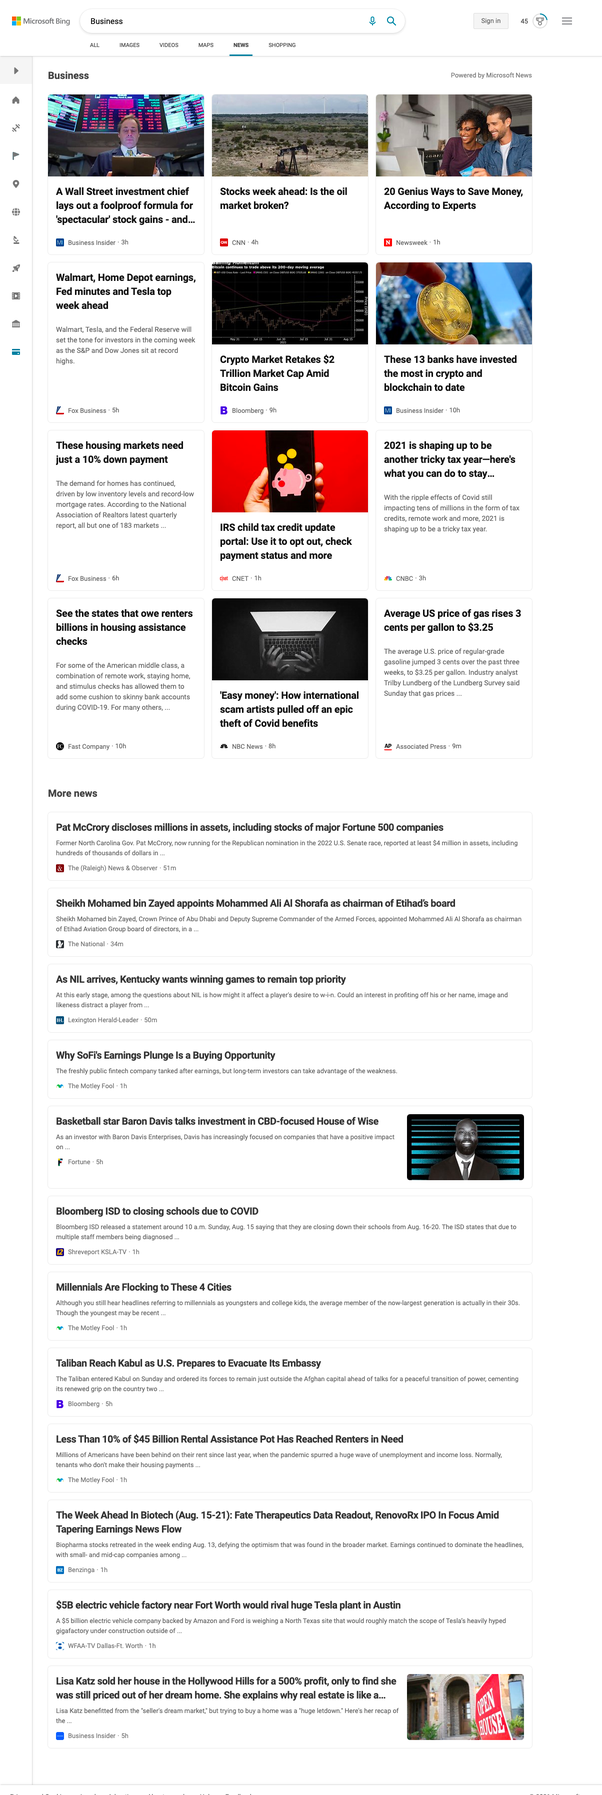 Microsoft Bing
Business
Sign in
45
ALL
IMAGES
VIDEOS
MAPS
NEWS
SHOPPING
Business
Powered by Microsoft News
A Wall Street investment chief
lays out a foolproof formula for
'spectacular' stock gains - and...
Business Insider · 3h
Stocks week ahead: Is the oil
market broken?
CNN · 4h
20 Genius Ways to Save Money,
According to Experts
Newsweek · 1h
Walmart, Home Depot earnings,
Fed minutes and Tesla top
week ahead
Walmart, Tesla, and the Federal Reserve will
set the tone for investors in the coming week
as the S&P and Dow Jones sit at record
highs.
Fox Business · 5h
Crypto Market Retakes $2
Trillion Market Cap Amid
Bitcoin Gains
Bloomberg · 9h
These 13 banks have invested
the most in crypto and
blockchain to date
Business Insider · 10h
These housing markets need
just a 10% down payment
The demand for homes has continued,
driven by low inventory levels and record-low
mortgage rates. According to the National
Association of Realtors latest quarterly
report, all but one of 183 markets ...
Fox Business · 6h
IRS child tax credit update
portal: Use it to opt out, check
payment status and more
CNET · 1h
2021 is shaping up to be
another tricky tax year—here's
what you can do to stay...
With the ripple effects of Covid still
impacting tens of millions in the form of tax
credits, remote work and more, 2021 is
shaping up to be a tricky tax year.
CNBC · 3h
See the states that owe renters
billions in housing assistance
checks
For some of the American middle class, a
combination of remote work, staying home,
and stimulus checks has allowed them to
add some cushion to skinny bank accounts
during COVID-19. For many others, ...
Fast Company · 10h
'Easy money': How international
scam artists pulled off an epic
theft of Covid benefits
NBC News · 8h
Average US price of gas rises 3
cents per gallon to $3.25
The average U.S. price of regular-grade
gasoline jumped 3 cents over the past three
weeks, to $3.25 per gallon. Industry analyst
Trilby Lundberg of the Lundberg Survey said
Sunday that gas prices ...
Associated Press · 9m
More news
Pat McCrory discloses millions in assets, including stocks of major Fortune 500 companies
Former North Carolina Gov. Pat McCrory, now running for the Republican nomination in the 2022 U.S. Senate race, reported at least $4 million in assets, including
hundreds of thousands of dollars in ...
The (Raleigh) News & Observer · 51m
Sheikh Mohamed bin Zayed appoints Mohammed Ali Al Shorafa as chairman of Etihad's board
Sheikh Mohamed bin Zayed, Crown Prince of Abu Dhabi and Deputy Supreme Commander of the Armed Forces, appointed Mohammed Ali Al Shorafa as chairman
of Etihad Aviation Group board of directors, in a ...
The National · 34m
As NIL arrives, Kentucky wants winning games to remain top priority
At this early stage, among the questions about NIL is how might it affect a player's desire to w-i-n. Could an interest in profiting off his or her name, image and
likeness distract a player from ...
Lexington Herald-Leader · 50m
Why SoFi's Earnings Plunge Is a Buying Opportunity
The freshly public fintech company tanked after earnings, but long-term investors can take advantage of the weakness.
The Motley Fool · 1h
Basketball star Baron Davis talks investment in CBD-focused House of Wise
As an investor with Baron Davis Enterprises, Davis has increasingly focused on companies that have a positive impact
on ...
Fortune · 5h
Bloomberg ISD to closing schools due to COVID
Bloomberg ISD released a statement around 10 a.m. Sunday, Aug. 15 saying that they are closing down their schools from Aug. 16-20. The ISD states that due to
multiple staff members being diagnosed ...
Shreveport KSLA-TV · 1h
Millennials Are Flocking to These 4 Cities
Although you still hear headlines referring to millennials as youngsters and college kids, the average member of the now-largest generation is actually in their 30s.
Though the youngest may be recent ...
The Motley Fool · 1h
Taliban Reach Kabul as U.S. Prepares to Evacuate Its Embassy
The Taliban entered Kabul on Sunday and ordered its forces to remain just outside the Afghan capital ahead of talks for a peaceful transition of power, cementing
its renewed grip on the country two ...
Bloomberg · 5h
Less Than 10% of $45 Billion Rental Assistance Pot Has Reached Renters in Need
Millions of Americans have been behind on their rent since last year, when the pandemic spurred a huge wave of unemployment and income loss. Normally,
tenants who don't make their housing payments ...
The Motley Fool · 1h
The Week Ahead In Biotech (Aug. 15-21): Fate Therapeutics Data Readout, RenovoRx IPO In Focus Amid
Tapering Earnings News Flow
Biopharma stocks retreated in the week ending Aug. 13, defying the optimism that was found in the broader market. Earnings continued to dominate the headlines,
with small- and mid-cap companies among ...
Benzinga · 1h
$5B electric vehicle factory near Fort Worth would rival huge Tesla plant in Austin
A $5 billion electric vehicle company backed by Amazon and Ford is weighing a North Texas site that would roughly match the scope of Tesla's heavily hyped
gigafactory under construction outside of ...
WFAA-TV Dallas-Ft. Worth · 1h
Lisa Katz sold her house in the Hollywood Hills for a 500% profit, only to find she
was still priced out of her dream home. She explains why real estate is like a...
Lisa Katz benefitted from the "seller's dream market," but trying to buy a home was a "huge letdown." Here's her recap of
the ...
Business Insider · 5h
OPEN
HOUSE